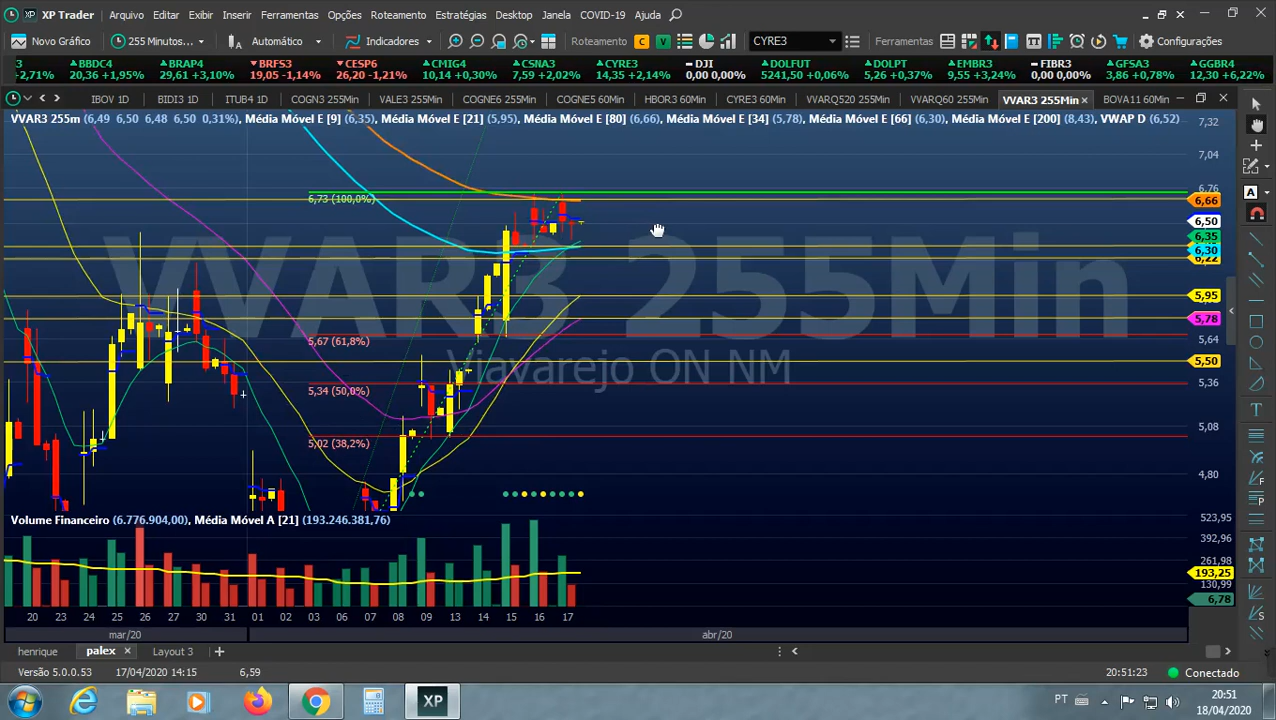 XP Trader Arquivo Editar Exibir Inserir Ferramentas Opções Roteamento Estratégias Desktop Janela COVID-19 Ajuda
Novo Gráfico 255 Minutos... Automático Indicadores Roteamento C V CYRE3 Ferramentas Configurações
3 BBDC4 BRAP4 BRFS3 CESP6 CMIG4 CSNA3 CYRE3 DJI DOLFUT DOLPT EMBR3 FIBR3 GFSA3 GGBR4
+2,71% 20,36 +1,95% 29,61 +3,10% 19,05 -1,14% 26,20 -1,21% 10,14 +0,30% 7,59 +2,02% 14,35 +2,14% 0,00 0,00% 5241,50 +0,06% 5,26 +0,37% 9,55 +3,24% 0,00 0,00% 3,86 +0,78% 12,30 +6,22%
IBOV 1D BIDI3 1D ITUB4 1D COGN3 255Min VALE3 255Min COGNE6 255Min COGNE5 60Min HBOR3 60Min CYRE3 60Min VVARQ520 255Min VVARQ60 255Min VVAR3 255Min BOVA11 60Min
VVAR3 255m (6,49 6,50 6,48 6,50 0,31%), Média Móvel E [9] (6,35), Média Móvel E [21] (5,95), Média Móvel E [80] (6,66), Média Móvel E [34] (5,78), Média Móvel E [66] (6,30), Média Móvel E [200] (8,43), VWAP D (6,52)
7,32
7,04
6,76
6,73 (100,0%)
6,66
6,50
6,35
6,30
6,22
VVAR3 255Min
5,95
5,78
5,67 (61,8%)
5,64
Viavarejo ON NM
5,50
5,36
5,34 (50,0%)
5,08
5,02 (38,2%)
4,80
Volume Financeiro (6.776.904,00), Média Móvel A [21] (193.246.381,76)
523,95
392,96
261,98
193,25
130,99
6,78
20 23 24 25 26 27 30 31 01 02 03 06 07 08 09 13 14 15 16 17
mar/20 abr/20
henrique palex Layout 3
Versão 5.0.0.53 17/04/2020 14:15 6,59 20:51:23 Conectado
XP PT 20:51
18/04/2020